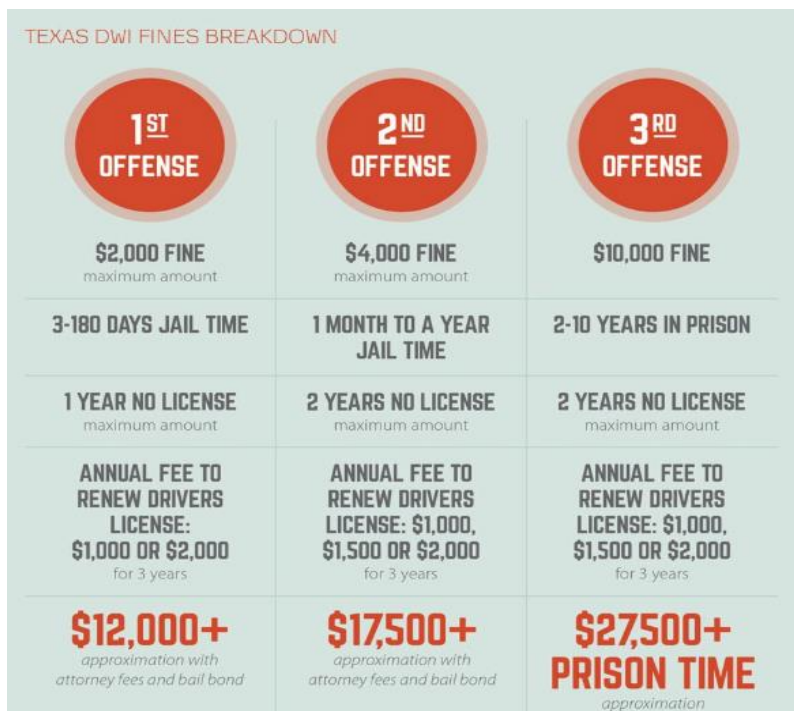 TEXAS DWI FINES BREAKDOWN
1ST
OFFENSE
$2,000 FINE
maximum amount
3-180 DAYS JAIL TIME
1 YEAR NO LICENSE
maximum amount
ANNUAL FEE TO
RENEW DRIVERS
LICENSE:
$1,000 OR $2,000
for 3 years
$12,000+
approximation with
attorney fees and bail bond
2ND
OFFENSE
$4,000 FINE
maximum amount
1 MONTH TO A YEAR
JAIL TIME
2 YEARS NO LICENSE
maximum amount
ANNUAL FEE TO
RENEW DRIVERS
LICENSE: $1,000,
$1,500 OR $2,000
for 3 years
$17,500+
approximation with
attorney fees and bail bond
3RD
OFFENSE
$10,000 FINE
2-10 YEARS IN PRISON
2 YEARS NO LICENSE
maximum amount
ANNUAL FEE TO
RENEW DRIVERS
LICENSE: $1,000,
$1,500 OR $2,000
for 3 years
$27,500+
PRISON TIME
approximation